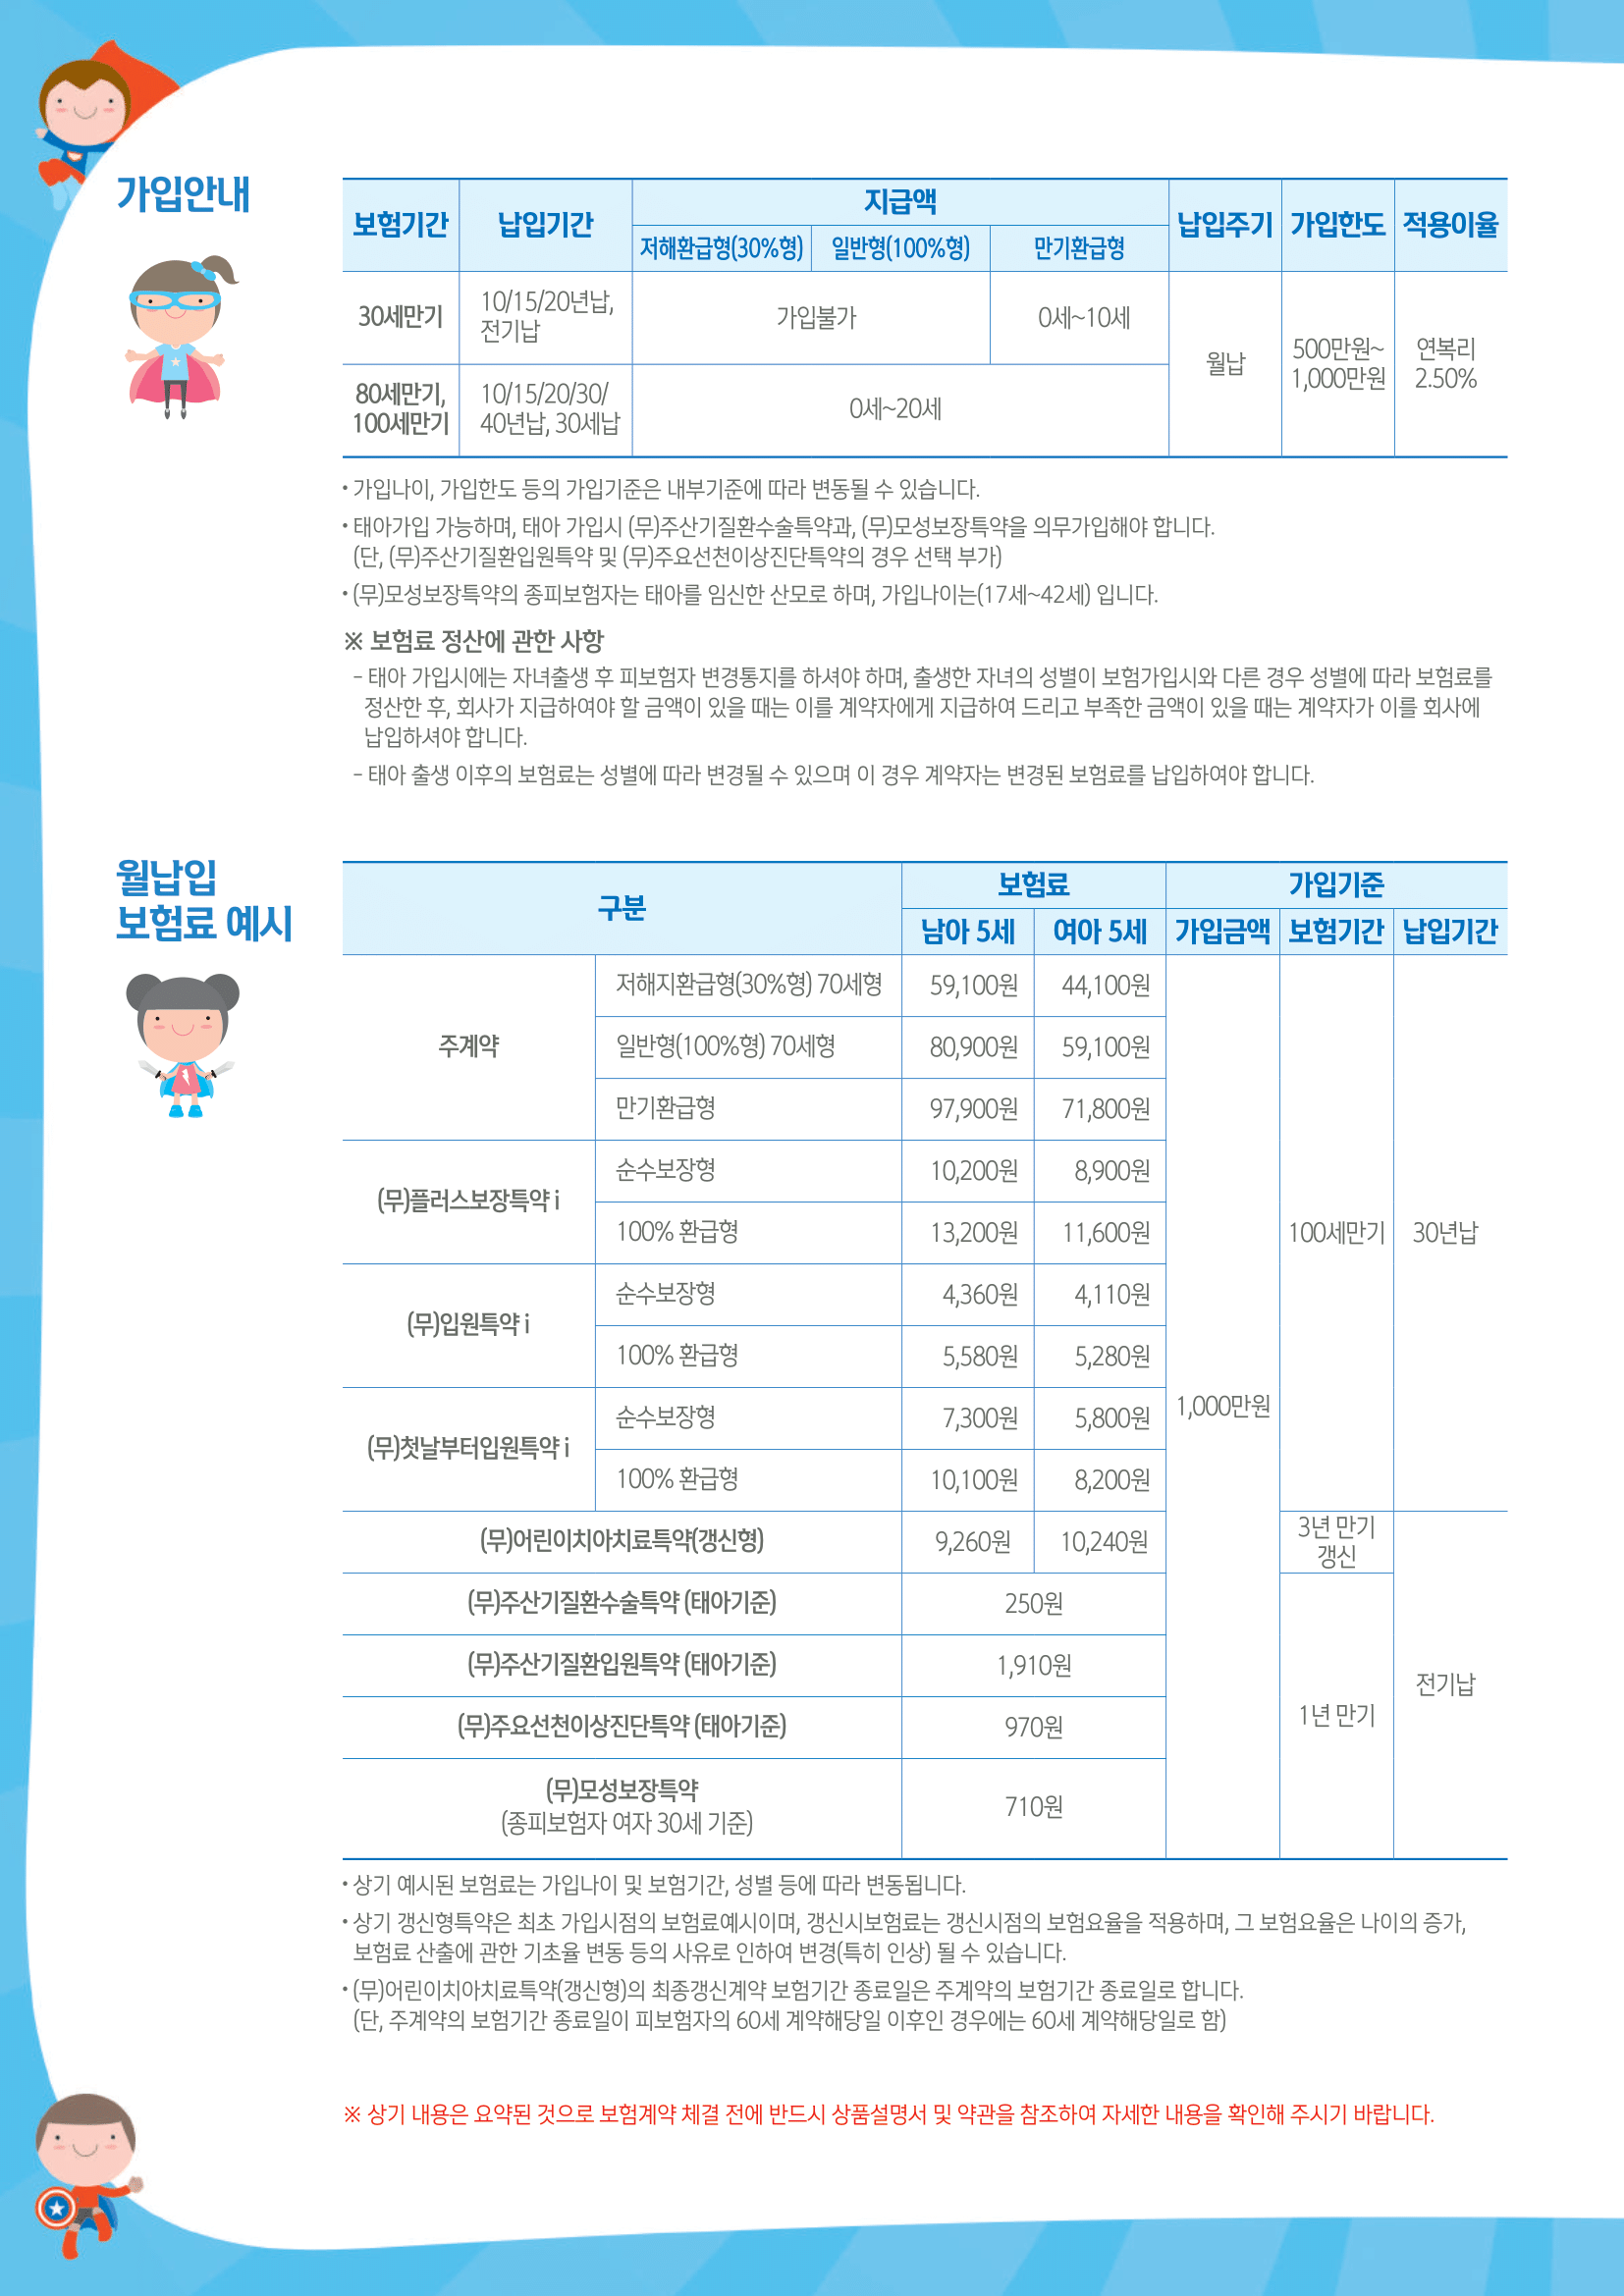 가입안내
보험기간 납입기간 지급액 납입주기 가입한도 적용이율
저해환급형(30%형) 일반형(100%형) 만기환급형
30세만기 10/15/20년납, 전기납 가입불가 0세~10세 월납 500만원~ 1,000만원 연복리 2.50%
80세만기, 100세만기 10/15/20/30/ 40년납, 30세납 0세~20세
• 가입나이, 가입한도 등의 가입기준은 내부기준에 따라 변동될 수 있습니다.
• 태아가입 가능하며, 태아 가입시 (무)주산기질환수술특약과, (무)모성보장특약을 의무가입해야 합니다.
(단, (무)주산기질환입원특약 및 (무)주요선천이상진단특약의 경우 선택 부가)
• (무)모성보장특약의 종피보험자는 태아를 임신한 산모로 하며, 가입나이는(17세~42세) 입니다.
※ 보험료 정산에 관한 사항
– 태아 가입시에는 자녀출생 후 피보험자 변경통지를 하셔야 하며, 출생한 자녀의 성별이 보험가입시와 다른 경우 성별에 따라 보험료를
정산한 후, 회사가 지급하여야 할 금액이 있을 때는 이를 계약자에게 지급하여 드리고 부족한 금액이 있을 때는 계약자가 이를 회사에
납입하셔야 합니다.
– 태아 출생 이후의 보험료는 성별에 따라 변경될 수 있으며 이 경우 계약자는 변경된 보험료를 납입하여야 합니다.
월납입
보험료 예시
구분 보험료 가입기준
남아 5세 여아 5세 가입금액 보험기간 납입기간
주계약 저해지환급형(30%형) 70세형 59,100원 44,100원
일반형(100%형) 70세형 80,900원 59,100원
만기환급형 97,900원 71,800원
(무)플러스보장특약 i 순수보장형 10,200원 8,900원
100% 환급형 13,200원 11,600원 100세만기 30년납
(무)입원특약 i 순수보장형 4,360원 4,110원
100% 환급형 5,580원 5,280원
(무)첫날부터입원특약 i 순수보장형 7,300원 5,800원 1,000만원
100% 환급형 10,100원 8,200원
(무)어린이치아치료특약(갱신형) 9,260원 10,240원 3년 만기 갱신
(무)주산기질환수술특약 (태아기준) 250원
(무)주산기질환입원특약 (태아기준) 1,910원 전기납
(무)주요선천이상진단특약 (태아기준) 970원 1년 만기
(무)모성보장특약
(종피보험자 여자 30세 기준) 710원
• 상기 예시된 보험료는 가입나이 및 보험기간, 성별 등에 따라 변동됩니다.
• 상기 갱신형특약은 최초 가입시점의 보험료예시이며, 갱신시보험료는 갱신시점의 보험요율을 적용하며, 그 보험요율은 나이의 증가,
보험료 산출에 관한 기초율 변동 등의 사유로 인하여 변경(특히 인상) 될 수 있습니다.
• (무)어린이치아치료특약(갱신형)의 최종갱신계약 보험기간 종료일은 주계약의 보험기간 종료일로 합니다.
(단, 주계약의 보험기간 종료일이 피보험자의 60세 계약해당일 이후인 경우에는 60세 계약해당일로 함)
※ 상기 내용은 요약된 것으로 보험계약 체결 전에 반드시 상품설명서 및 약관을 참조하여 자세한 내용을 확인해 주시기 바랍니다.